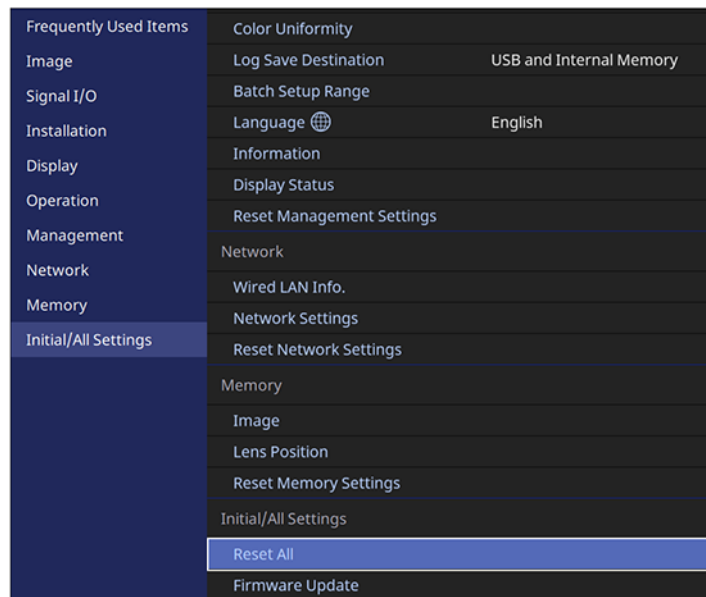 Frequently Used Items
Image
Signal I/O
Installation
Display
Operation
Management
Network
Memory
Initial/All Settings
Color Uniformity
Log Save Destination USB and Internal Memory
Batch Setup Range
Language English
Information
Display Status
Reset Management Settings
Network
Wired LAN Info.
Network Settings
Reset Network Settings
Memory
Image
Lens Position
Reset Memory Settings
Initial/All Settings
Reset All
Firmware Update